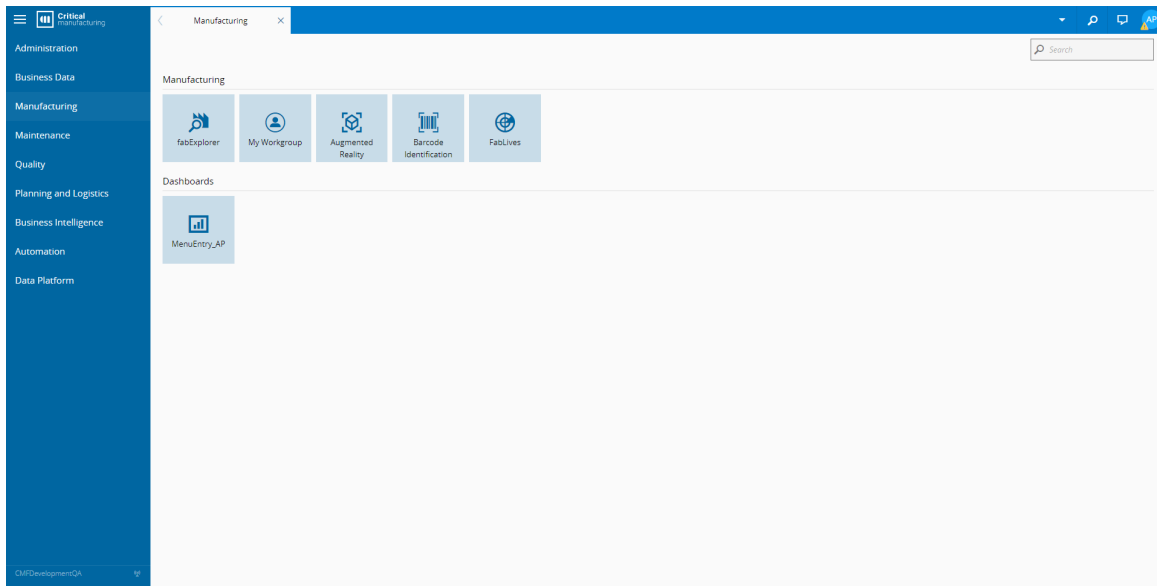 Critical
manufacturing
Manufacturing
AP
Administration
Business Data
Manufacturing
Maintenance
Quality
Planning and Logistics
Business Intelligence
Automation
Data Platform
CMFDevelopmentQA
Search
Manufacturing
fabExplorer
My Workgroup
Augmented
Reality
Barcode
Identification
FabLives
Dashboards
MenuEntry_AP